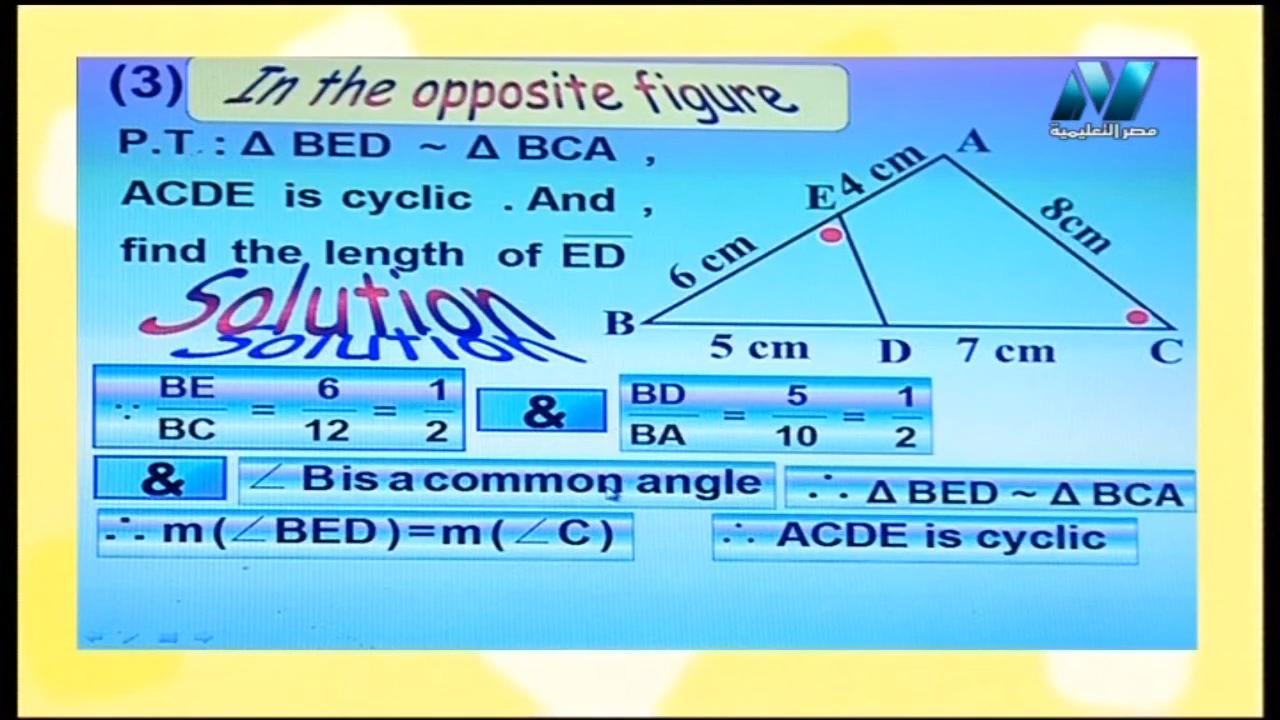 (3) In the opposite figure
مصر التعليمية
P.T. : Δ BED ~ Δ BCA ,
ACDE is cyclic . And ,
find the length of ED
A
E 4 cm
8cm
6 cm
B
5 cm D 7 cm C
Solution
∵ BE/BC = 6/12 = 1/2 & BD/BA = 5/10 = 1/2
& ∠ B is a common angle ∴ Δ BED ~ Δ BCA
∴ m (∠BED) = m (∠C) ∴ ACDE is cyclic